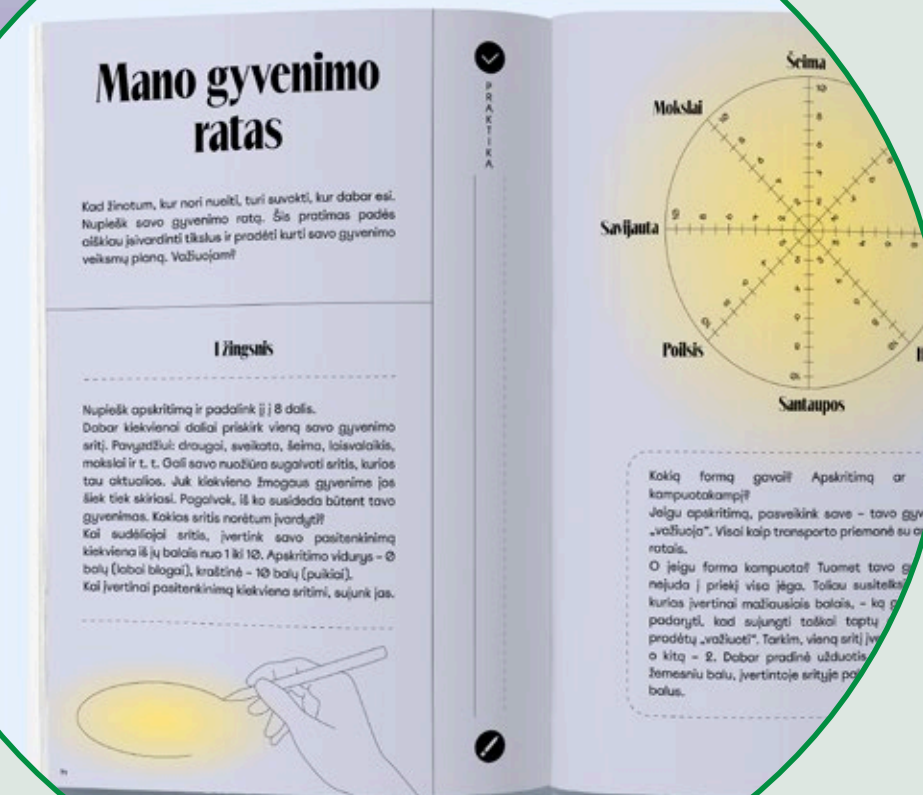 Mano gyvenimo
ratas
Kad žinotum, kur nori nueiti, turi suvokti, kur dabar esi.
Nupiešk savo gyvenimo ratą. Šis pratimas padės
aiškiau įsivardinti tikslus ir pradėti kurti savo gyvenimo
veiksmų planą. Važiuojam?
I žingsnis
Nupiešk apskritimą ir padalink jį į 8 dalis.
Dabar kiekvienai daliai priskirk vieną savo gyvenimo
sritį. Pavyzdžiui: draugai, sveikata, šeima, laisvalaikis,
mokslai ir t. t. Gali savo nuožiūra sugalvoti sritis, kurios
tau aktualios. Juk kiekvieno žmogaus gyvenime jos
šiek tiek skiriasi. Pagalvok, iš ko susideda būtent tavo
gyvenimas. Kokias sritis norėtum įvardyti?
Kai sudėliojai sritis, įvertink savo pasitenkinimą
kiekviena iš jų balais nuo 1 iki 10. Apskritimo vidurys – 0
balų (labai blogai), kraštinė – 10 balų (puikiai).
Kai įvertinai pasitenkinimą kiekviena sritimi, sujunk jas.
PRAKTIKA
Šeima
Mokslai
Savijauta
Poilsis
Santaupos
Kokią formą gavai? Apskritimą ar
kampuotakampį?
Jeigu apskritimą, pasveikink save – tavo
„važiuoja“. Visai kaip transporto priemonė su
ratais.
O jeigu forma kampuota? Tuomet tavo
nejuda į priekį visa jėga. Toliau
kurias įvertinai mažiausiais balais, – ką
padaryti, kad sujungti taškai taptų
pradėtų „važiuoti“. Tarkim, vieną sritį
o kitą – 2. Dabar pradinė užduotis
žemesniu balu, įvertintoje srityje
balus.